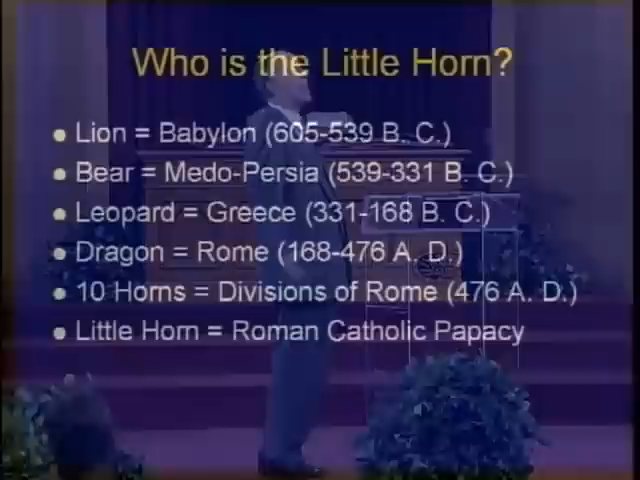 Who is the Little Horn?
Lion = Babylon (605-539 B. C.)
Bear = Medo-Persia (539-331 B. C.)
Leopard = Greece (331-168 B. C.)
Dragon = Rome (168-476 A. D.)
10 Horns = Divisions of Rome (476 A. D.)
Little Horn = Roman Catholic Papacy